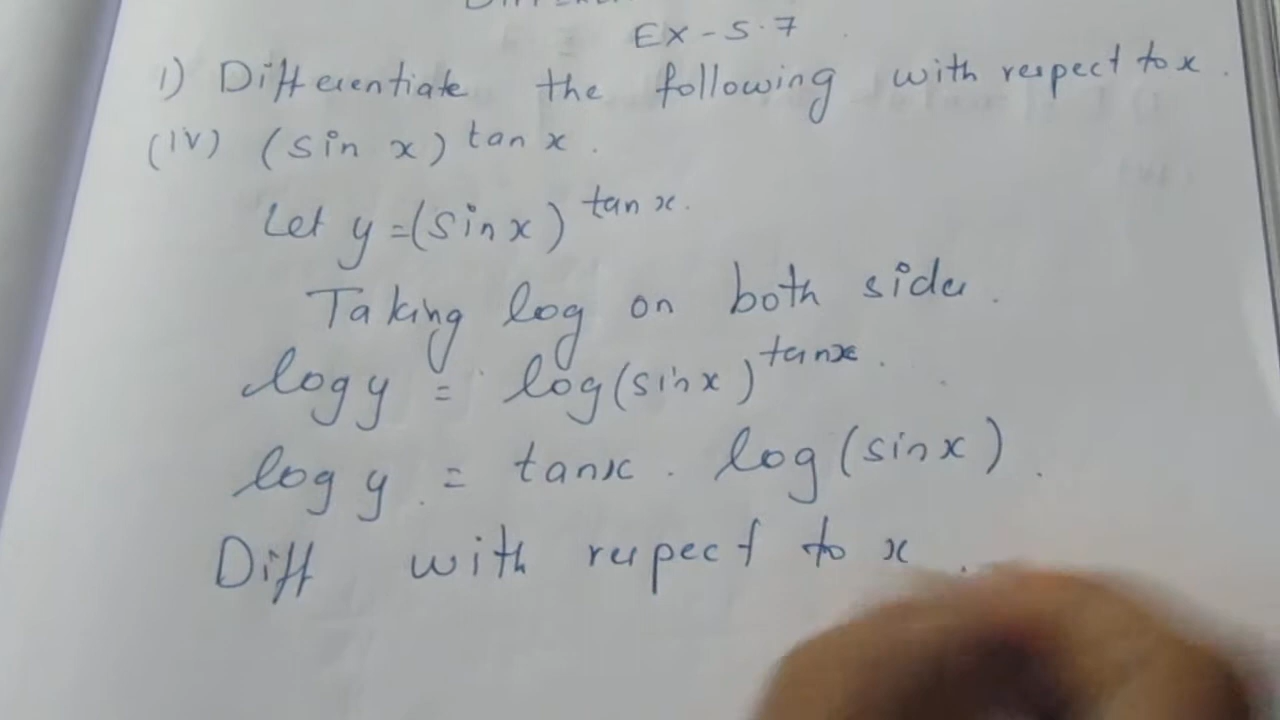 Ex-5.7
1) Differentiate the following with respect to x.
(iv) (sin x) tan x.
Let y = (sin x) tan x.
Taking log on both side.
log y = log (sin x) tan x.
log y = tan x . log (sin x).
Diff with respect to x.